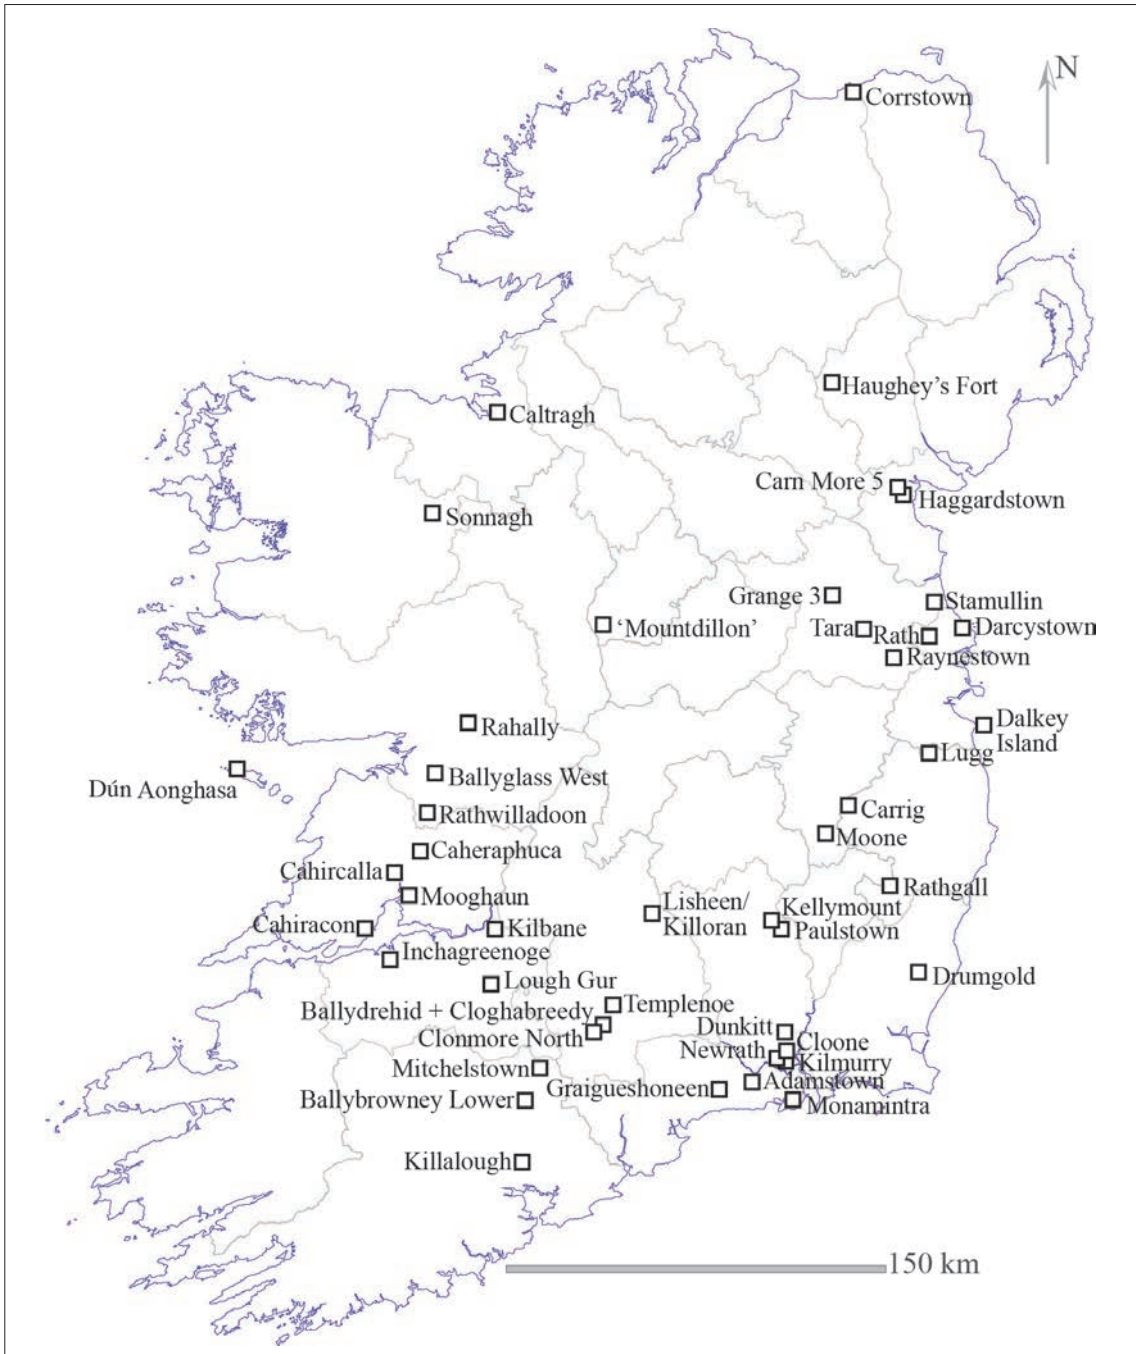 N
Corrstown
Haughey's Fort
Caltragh
Carn More 5
Haggardstown
Sonnagh
Grange 3
Stamullin
'Mountdillon'
Tara
Rath
Darcystown
Raynestown
Rahally
Dalkey
Island
Lugg
Dún Aonghasa
Ballyglass West
Rathwilladoon
Carrig
Moone
Caheraphuca
Cahircalla
Mooghaun
Rathgall
Lisheen/
Killoran
Kellymount
Paulstown
Cahiracon
Kilbane
Inchagreenoge
Lough Gur
Drumgold
Templenoe
Ballydrehid + Cloghabreedy
Clonmore North
Dunkitt
Cloone
Newrath
Kilmurry
Mitchelstown
Graigueshoneen
Adamstown
Ballybrowney Lower
Monamintra
Killalough
150 km